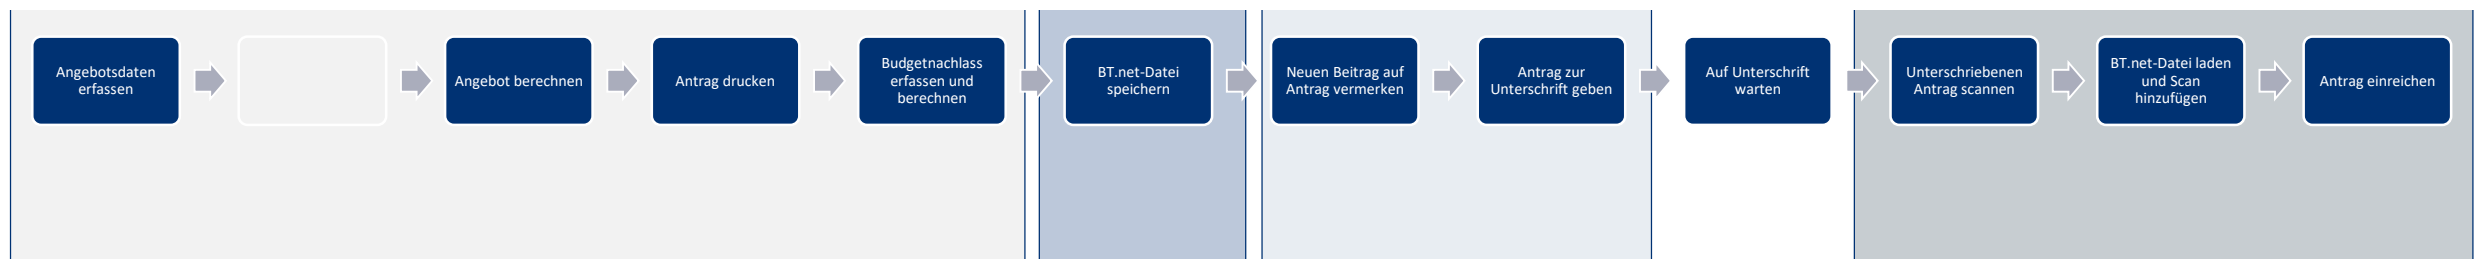 Angebotsdaten
erfassen
Angebot berechnen
Antrag drucken
Budgetnachlass
erfassen und
berechnen
BT.net-Datei
speichern
Neuen Beitrag auf
Antrag vermerken
Antrag zur
Unterschrift geben
Auf Unterschrift
warten
Unterschriebenen
Antrag scannen
BT.net-Datei laden
und Scan
hinzufügen
Antrag einreichen